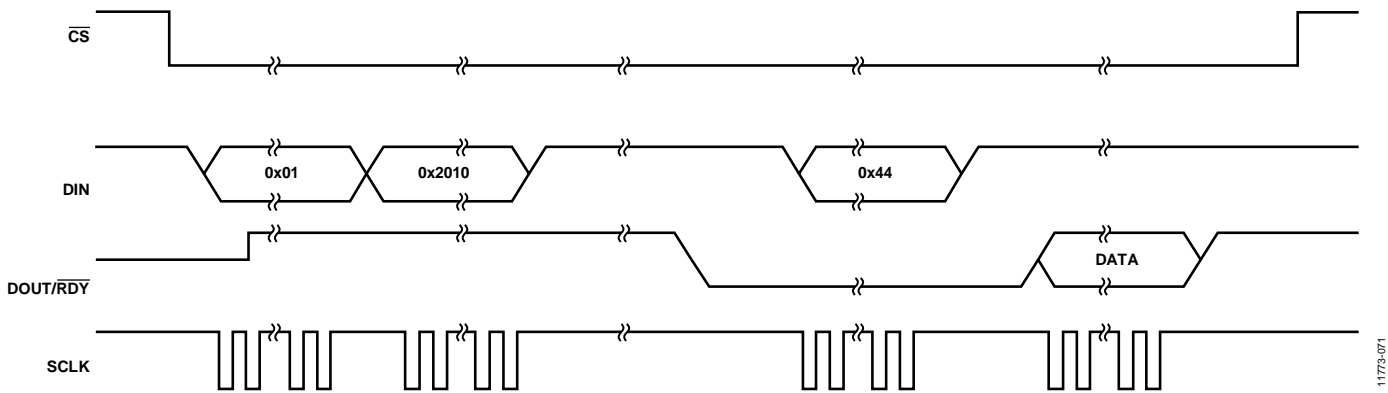 CS
DIN
0x01
0x2010
0x44
DOUT/RDY
DATA
SCLK
11773-071